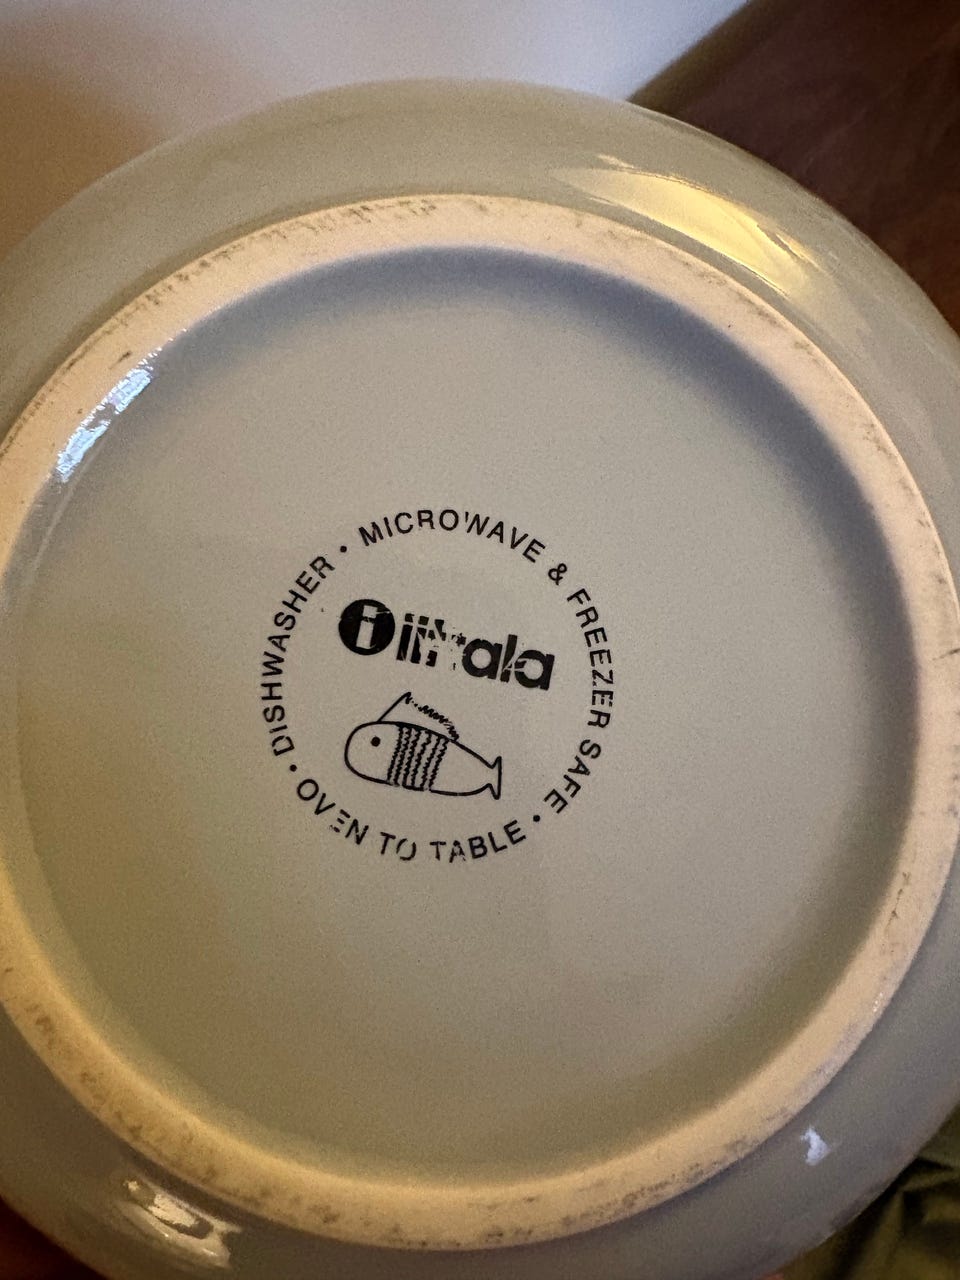 MICROWAVE & FREEZER SAFE • OVEN TO TABLE • DISHWASHER •
i iittala